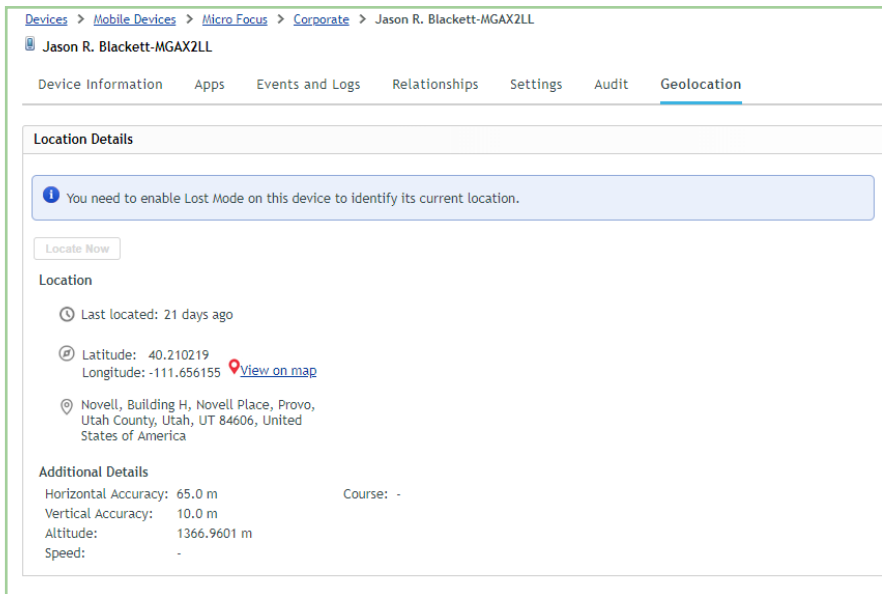 Devices > Mobile Devices > Micro Focus > Corporate > Jason R. Blackett-MGAX2LL
Jason R. Blackett-MGAX2LL
Device Information Apps Events and Logs Relationships Settings Audit Geolocation
Location Details
You need to enable Lost Mode on this device to identify its current location.
Locate Now
Location
Last located: 21 days ago
Latitude: 40.210219
Longitude: -111.656155 View on map
Novell, Building H, Novell Place, Provo,
Utah County, Utah, UT 84606, United
States of America
Additional Details
Horizontal Accuracy: 65.0 m Course: -
Vertical Accuracy: 10.0 m
Altitude: 1366.9601 m
Speed: -